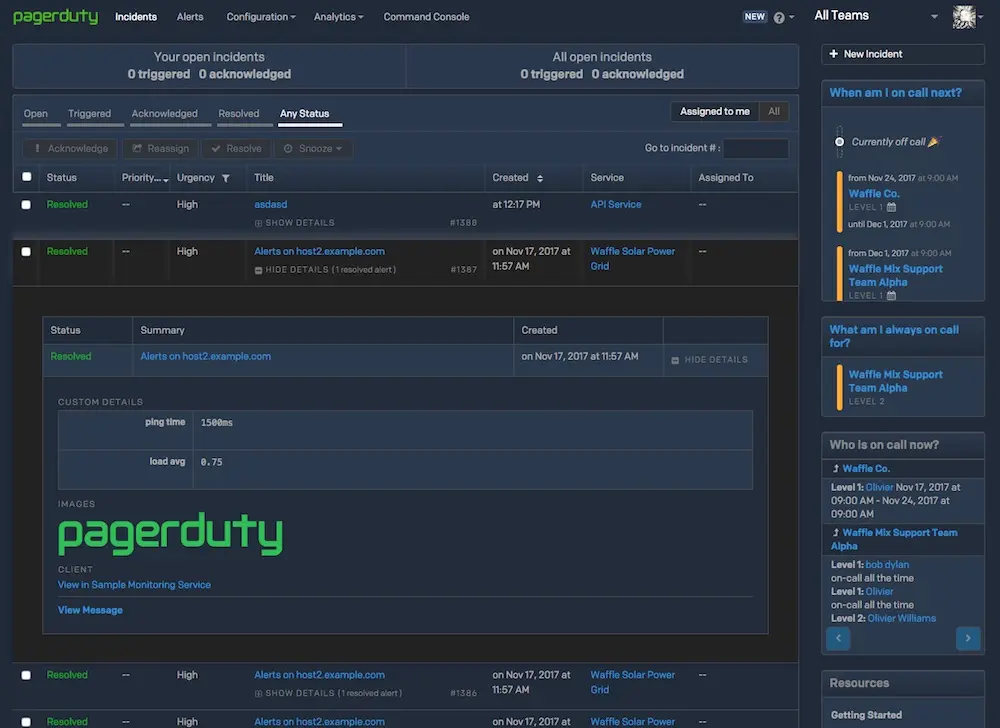 pagerduty Incidents Alerts Configuration Analytics Command Console NEW ? All Teams
Your open incidents
0 triggered 0 acknowledged
All open incidents
0 triggered 0 acknowledged
Open Triggered Acknowledged Resolved Any Status
Assigned to me All
Acknowledge Reassign Resolve Snooze
Go to incident # :
Status Priority... Urgency Title Created Service Assigned To
Resolved -- High asdasd at 12:17 PM API Service --
SHOW DETAILS #1388
Resolved -- High Alerts on host2.example.com on Nov 17, 2017 at Waffle Solar Power --
HIDE DETAILS (1 resolved alert) #1387 11:57 AM Grid
Status Summary Created
Resolved Alerts on host2.example.com on Nov 17, 2017 at 11:57 AM HIDE DETAILS
CUSTOM DETAILS
ping time 1500ms
load avg 0.75
IMAGES
pagerduty
CLIENT
View in Sample Monitoring Service
View Message
Resolved -- High Alerts on host2.example.com on Nov 17, 2017 at Waffle Solar Power --
SHOW DETAILS (1 resolved alert) #1386 11:57 AM Grid
Resolved -- High Alerts on host2.example.com on Nov 17, 2017 at Waffle Solar Power --
+ New Incident
When am I on call next?
Currently off call 🎉
from Nov 24, 2017 at 9:00 AM
Waffle Co.
LEVEL 1
until Dec 1, 2017 at 9:00 AM
from Dec 1, 2017 at 9:00 AM
Waffle Mix Support
Team Alpha
LEVEL 1
What am I always on call
for?
Waffle Mix Support
Team Alpha
LEVEL 2
Who is on call now?
Waffle Co.
Level 1: Olivier Nov 17, 2017 at
09:00 AM - Nov 24, 2017 at
09:00 AM
Waffle Mix Support Team
Alpha
Level 1: bob dylan
on-call all the time
Level 1: Olivier
on-call all the time
Level 2: Olivier Williams
Resources
Getting Started